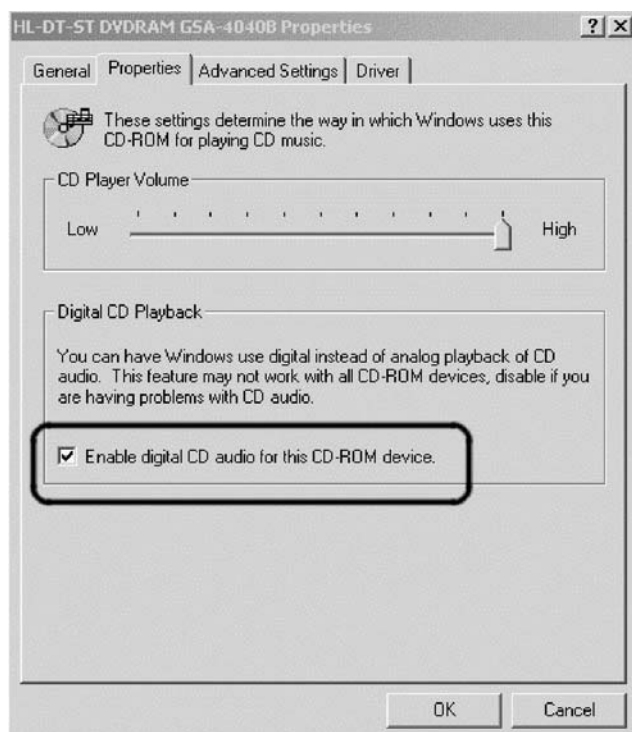 HL-DT-ST DVDRAM GSA-4040B Properties
General Properties Advanced Settings Driver
These settings determine the way in which Windows uses this
CD-ROM for playing CD music.
CD Player Volume
Low High
Digital CD Playback
You can have Windows use digital instead of analog playback of CD
audio. This feature may not work with all CD-ROM devices, disable if you
are having problems with CD audio.
Enable digital CD audio for this CD-ROM device.
OK Cancel